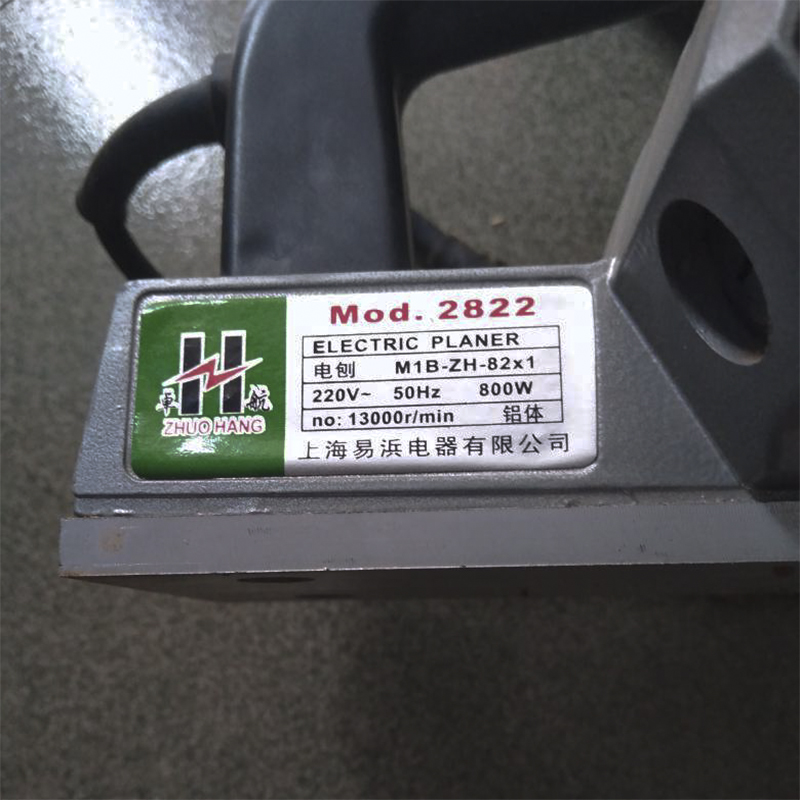 Mod. 2822
ELECTRIC PLANER
电刨 M1B-ZH-82x1
220V~ 50Hz 800W
no: 13000r/min 铝体
上海易浜电器有限公司
H
卓航
ZHUO HANG